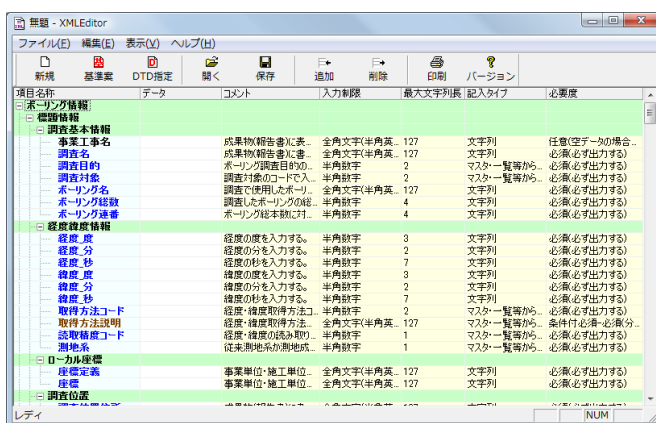 無題 - XMLEditor
ファイル(F) 編集(E) 表示(V) ヘルプ(H)
新規 基準案 DTD指定 開く 保存 追加 削除 印刷 バージョン
項目名称 データ コメント 入力制限 最大文字列長 記入タイプ 必要度
ボーリング情報
標題情報
調査基本情報
事業工事名 成果物(報告書)に表... 全角文字(半角英... 127 文字列 任意(空データの場合...
調査名 成果物(報告書)に書... 全角文字(半角英... 127 文字列 必須(必ず出力する)
調査目的 ボーリング調査目的の... 半角数字 2 マスタ・一覧等から... 必須(必ず出力する)
調査対象 調査対象のコードで入... 半角数字 2 マスタ・一覧等から... 必須(必ず出力する)
ボーリング名 調査で使用したボーリ... 全角文字(半角英... 127 文字列 必須(必ず出力する)
ボーリング総数 調査したボーリングの総... 半角数字 4 文字列 必須(必ず出力する)
ボーリング連番 ボーリング総本数に対... 半角数字 4 文字列 必須(必ず出力する)
経度緯度情報
経度_度 経度の度を入力する。 半角数字 3 文字列 必須(必ず出力する)
経度_分 経度の分を入力する。 半角数字 2 文字列 必須(必ず出力する)
経度_秒 経度の秒を入力する。 半角数字 7 文字列 必須(必ず出力する)
緯度_度 緯度の度を入力する。 半角数字 3 文字列 必須(必ず出力する)
緯度_分 緯度の分を入力する。 半角数字 2 文字列 必須(必ず出力する)
緯度_秒 緯度の秒を入力する。 半角数字 7 文字列 必須(必ず出力する)
取得方法コード 経度・緯度取得方法コ... 半角数字 2 マスタ・一覧等から... 必須(必ず出力する)
取得方法説明 経度・緯度取得方法... 全角文字(半角英... 127 マスタ・一覧等から... 条件付必須-必須(分...
読取精度コード 経度・緯度の読み取り... 半角数字 1 マスタ・一覧等から... 必須(必ず出力する)
測地系 従来測地系か測地成... 半角数字 1 マスタ・一覧等から... 必須(必ず出力する)
ローカル座標
座標定義 事業単位・施工単位... 全角文字(半角英... 127 文字列 必須(必ず出力する)
座標 事業単位・施工単位... 全角文字(半角英... 127 文字列 必須(必ず出力する)
調査位置
レディ NUM